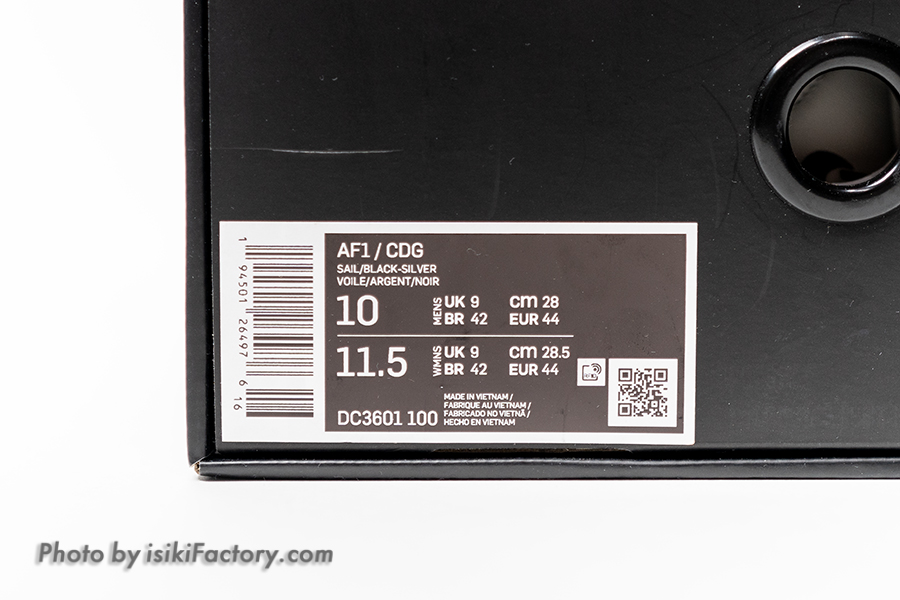 AF1 / CDG
SAIL/BLACK-SILVER
VOILE/ARGENT/NOIR
10 MENS UK 9 cm 28
BR 42 EUR 44
11.5 WMNS UK 9 cm 28.5
BR 42 EUR 44
DC3601 100
MADE IN VIETNAM /
FABRIQUE AU VIETNAM /
FABRICADO NO VIETNÃ /
HECHO EN VIETNAM
1 94501 26497 6 16
Photo by isikiFactory.com